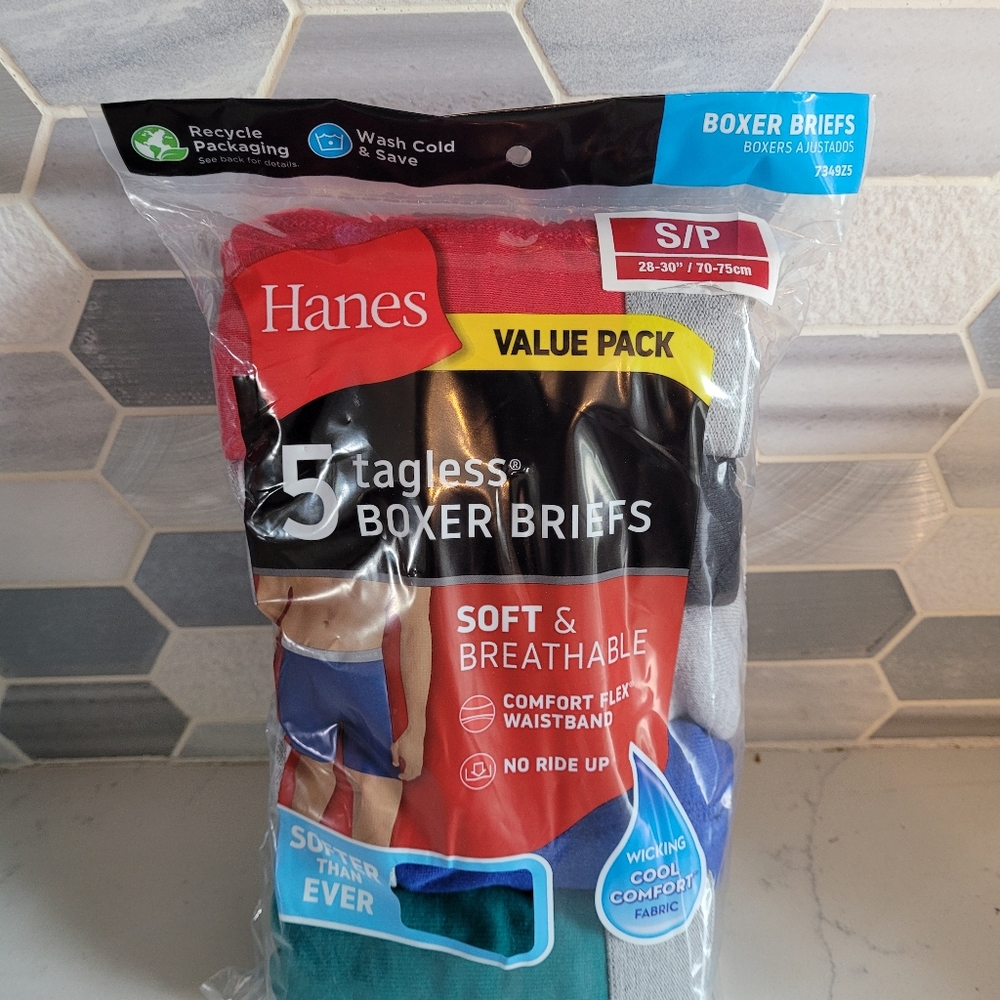 Recycle
Packaging
See back for details.
Wash Cold
& Save
BOXER BRIEFS
BOXERS AJUSTADOS
7349Z5
S/P
28-30" / 70-75cm
Hanes
VALUE PACK
5 tagless®
BOXER BRIEFS
SOFT &
BREATHABLE
COMFORT FLEX®
WAISTBAND
NO RIDE UP
SOFTER
THAN
EVER
WICKING
COOL
COMFORT™
FABRIC